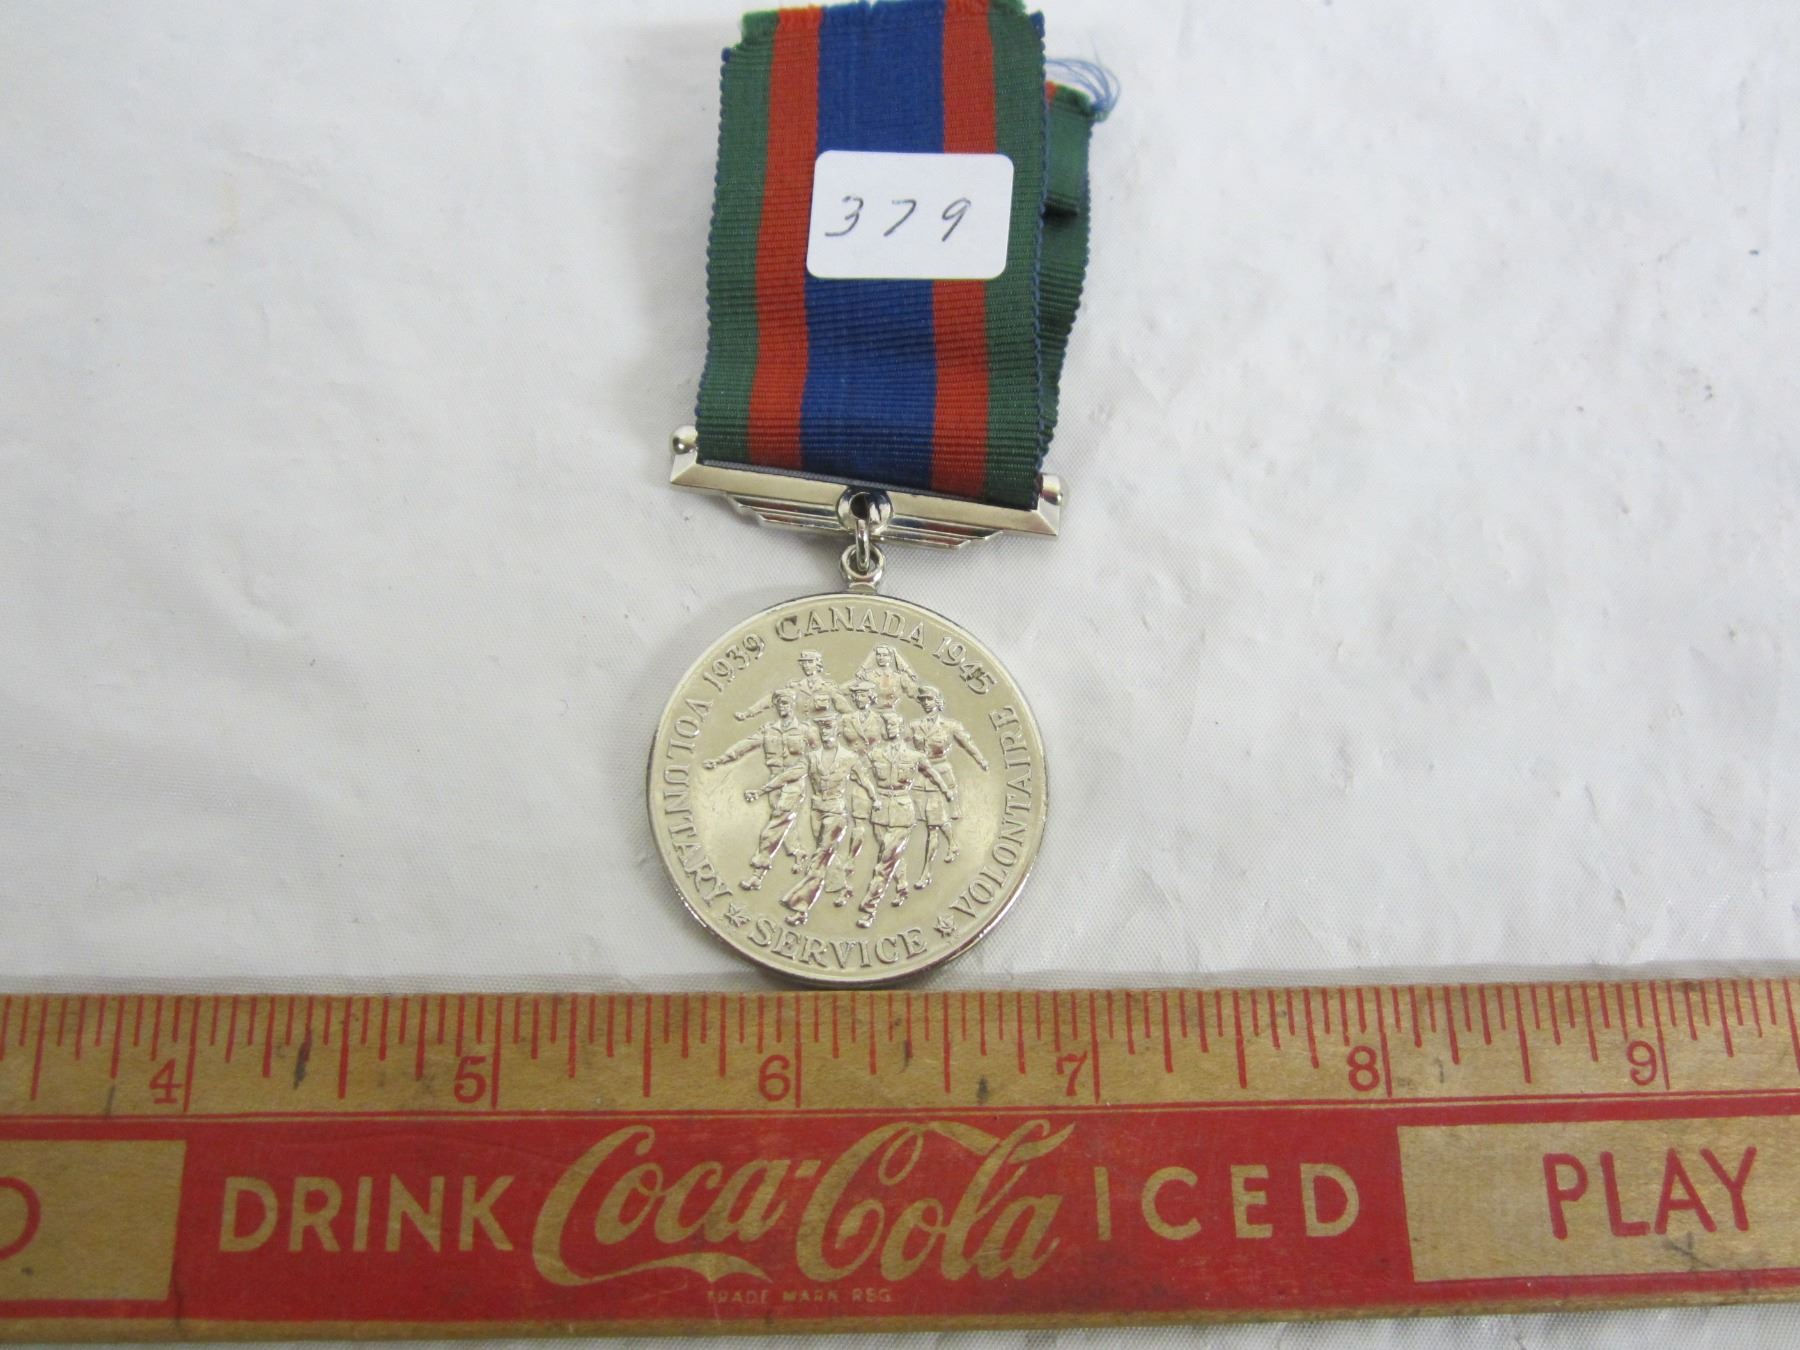 379
1939 CANADA 1945
VOLUNTARY ★ SERVICE ★ VOLONTAIRE
4 5 6 7 8 9
DRINK Coca-Cola ICED PLAY
TRADE MARK REG